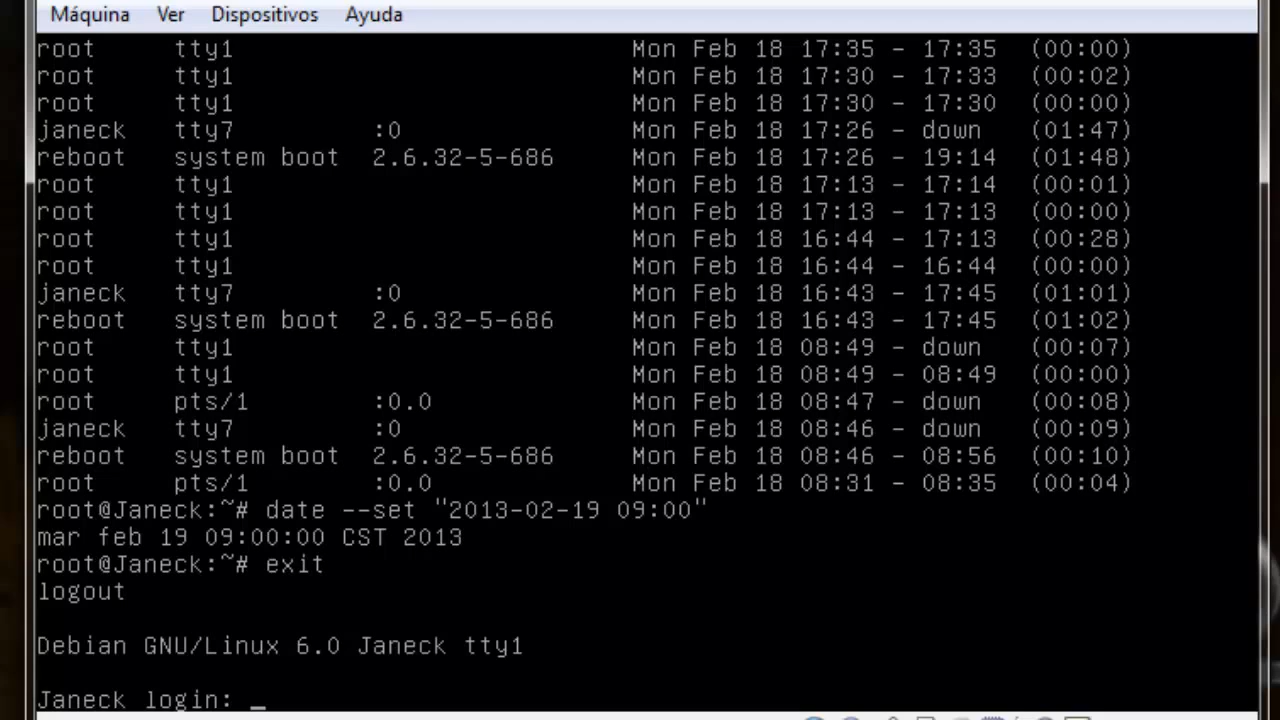 Máquina Ver Dispositivos Ayuda
root tty1 Mon Feb 18 17:35 - 17:35 (00:00)
root tty1 Mon Feb 18 17:30 - 17:33 (00:02)
root tty1 Mon Feb 18 17:30 - 17:30 (00:00)
janeck tty7 :0 Mon Feb 18 17:26 - down (01:47)
reboot system boot 2.6.32-5-686 Mon Feb 18 17:26 - 19:14 (01:48)
root tty1 Mon Feb 18 17:13 - 17:14 (00:01)
root tty1 Mon Feb 18 17:13 - 17:13 (00:00)
root tty1 Mon Feb 18 16:44 - 17:13 (00:28)
root tty1 Mon Feb 18 16:44 - 16:44 (00:00)
janeck tty7 :0 Mon Feb 18 16:43 - 17:45 (01:01)
reboot system boot 2.6.32-5-686 Mon Feb 18 16:43 - 17:45 (01:02)
root tty1 Mon Feb 18 08:49 - down (00:07)
root tty1 Mon Feb 18 08:49 - 08:49 (00:00)
root pts/1 :0.0 Mon Feb 18 08:47 - down (00:08)
janeck tty7 :0 Mon Feb 18 08:46 - down (00:09)
reboot system boot 2.6.32-5-686 Mon Feb 18 08:46 - 08:56 (00:10)
root pts/1 :0.0 Mon Feb 18 08:31 - 08:35 (00:04)
root@Janeck:~# date --set "2013-02-19 09:00"
mar feb 19 09:00:00 CST 2013
root@Janeck:~# exit
logout
Debian GNU/Linux 6.0 Janeck tty1
Janeck login: _